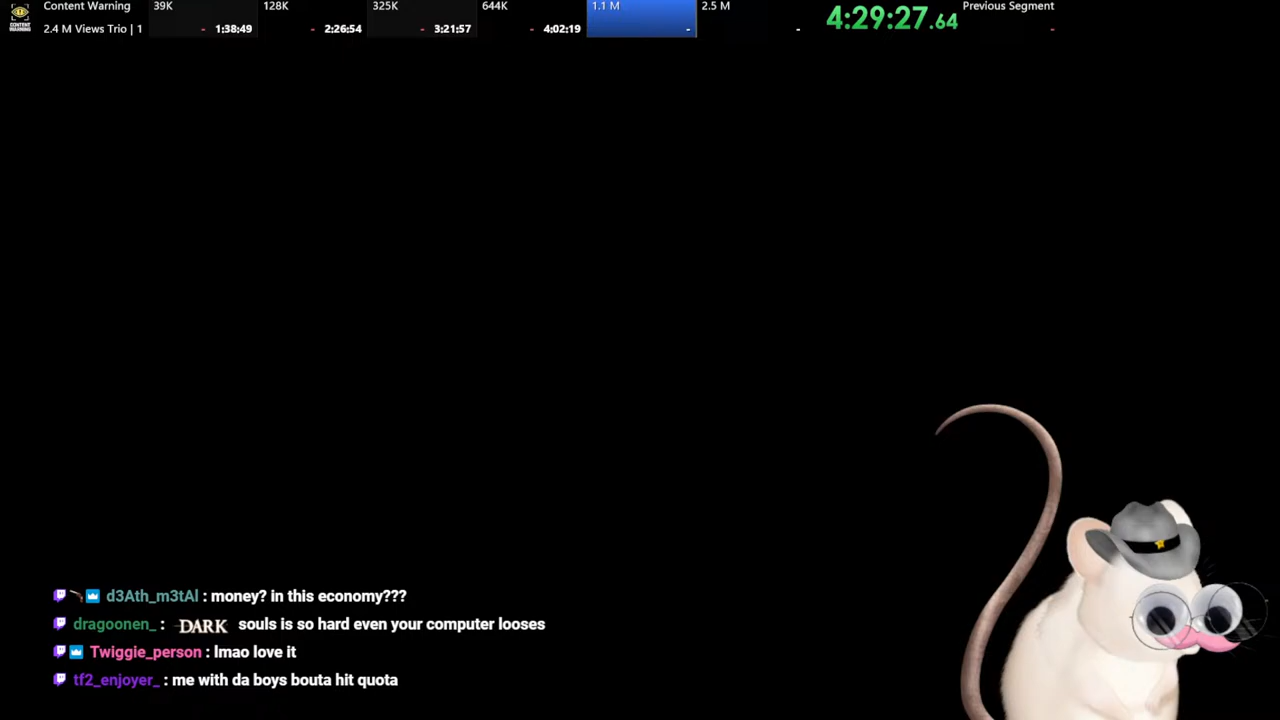 Content Warning 39K 128K 325K 644K 1.1 M 2.5 M 4:29:27.64 Previous Segment
CONTENT WARNING 2.4 M Views Trio | 1 - 1:38:49 - 2:26:54 - 3:21:57 - 4:02:19 - - -
d3Ath_m3tAl : money? in this economy???
dragoonen_ : DARK souls is so hard even your computer looses
Twiggie_person : lmao love it
tf2_enjoyer_ : me with da boys bouta hit quota